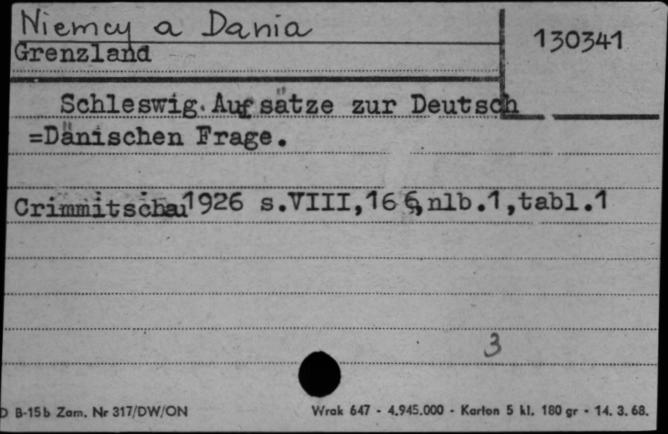 Niemcy a Dania
130341
Grenzland
Schleswig. Aufsätze zur Deutsch
=Dänischen Frage.
Crimmitschau 1926 s.VIII,166,nlb.1,tabl.1
3
D B-15b Zam. Nr 317/DW/ON Wrak 647 - 4.945.000 - Karton 5 kl. 180 gr - 14. 3. 68.